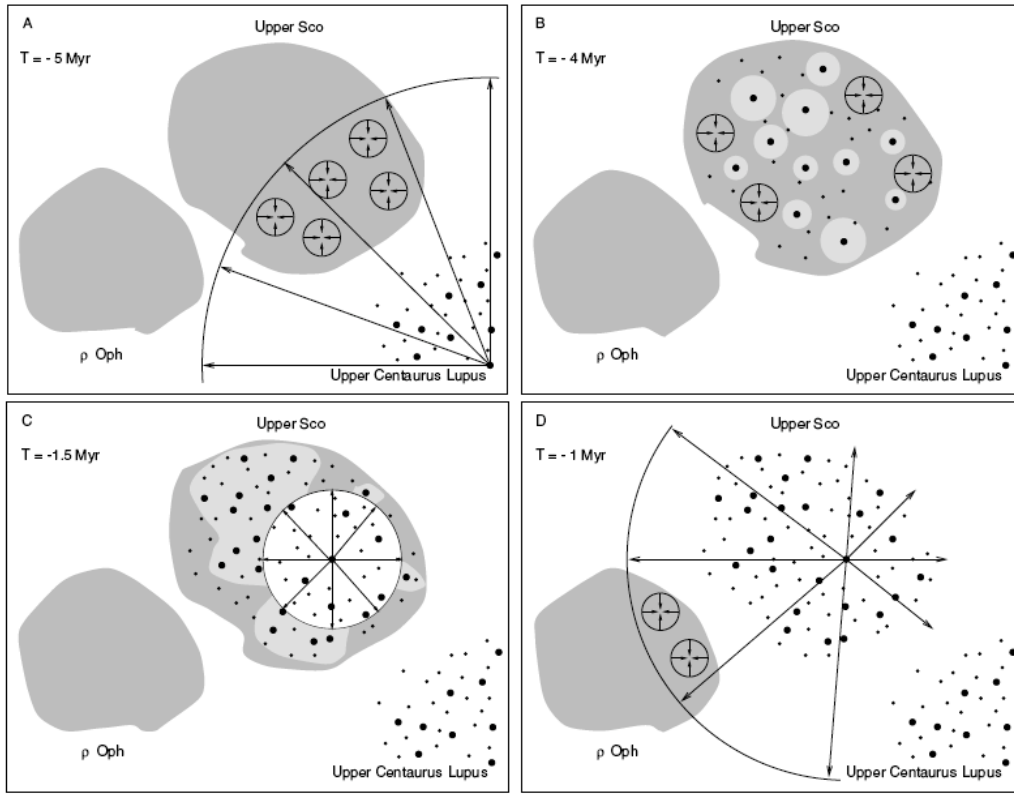 A
Upper Sco
T = - 5 Myr
ρ Oph
Upper Centaurus Lupus
B
Upper Sco
T = - 4 Myr
ρ Oph
Upper Centaurus Lupus
C
Upper Sco
T = -1.5 Myr
ρ Oph
Upper Centaurus Lupus
D
Upper Sco
T = - 1 Myr
ρ Oph
Upper Centaurus Lupus